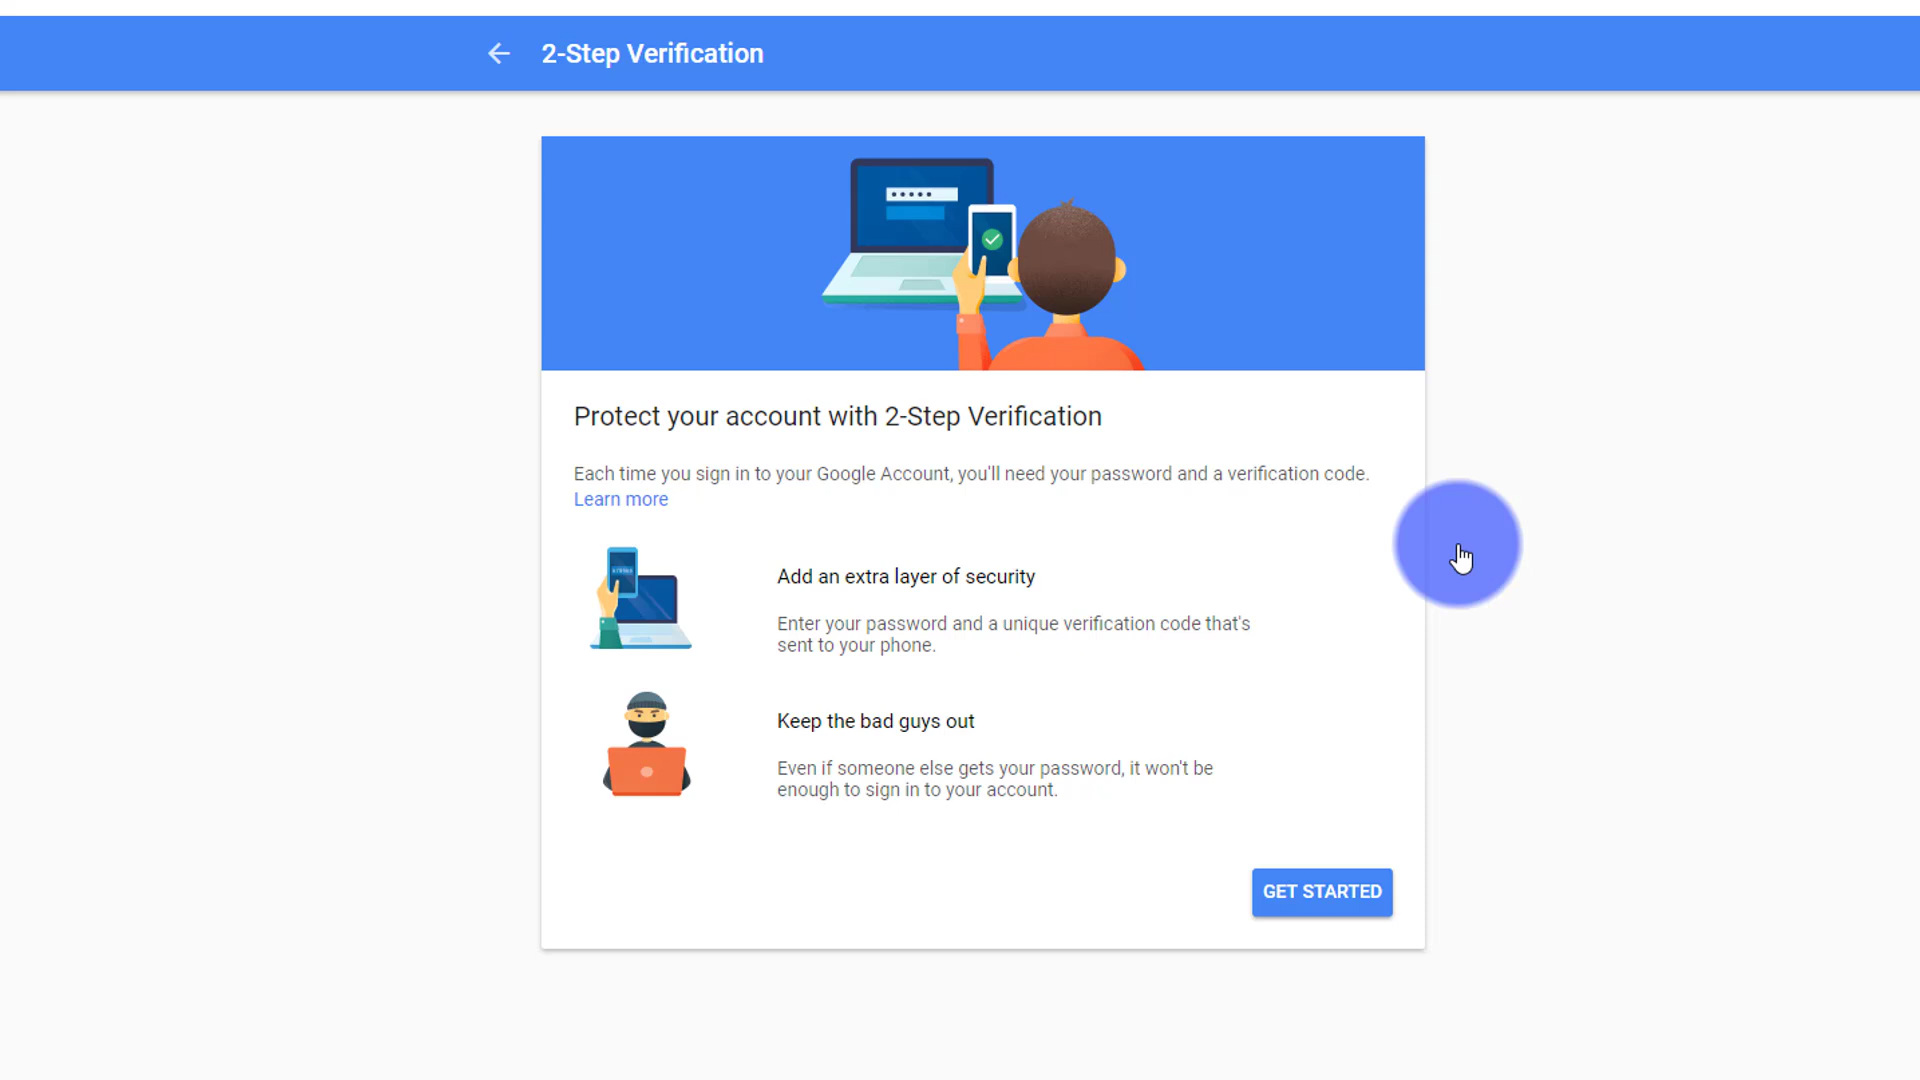 2-Step Verification
Protect your account with 2-Step Verification
Each time you sign in to your Google Account, you'll need your password and a verification code.
Learn more
Add an extra layer of security
Enter your password and a unique verification code that's
sent to your phone.
Keep the bad guys out
Even if someone else gets your password, it won't be
enough to sign in to your account.
GET STARTED